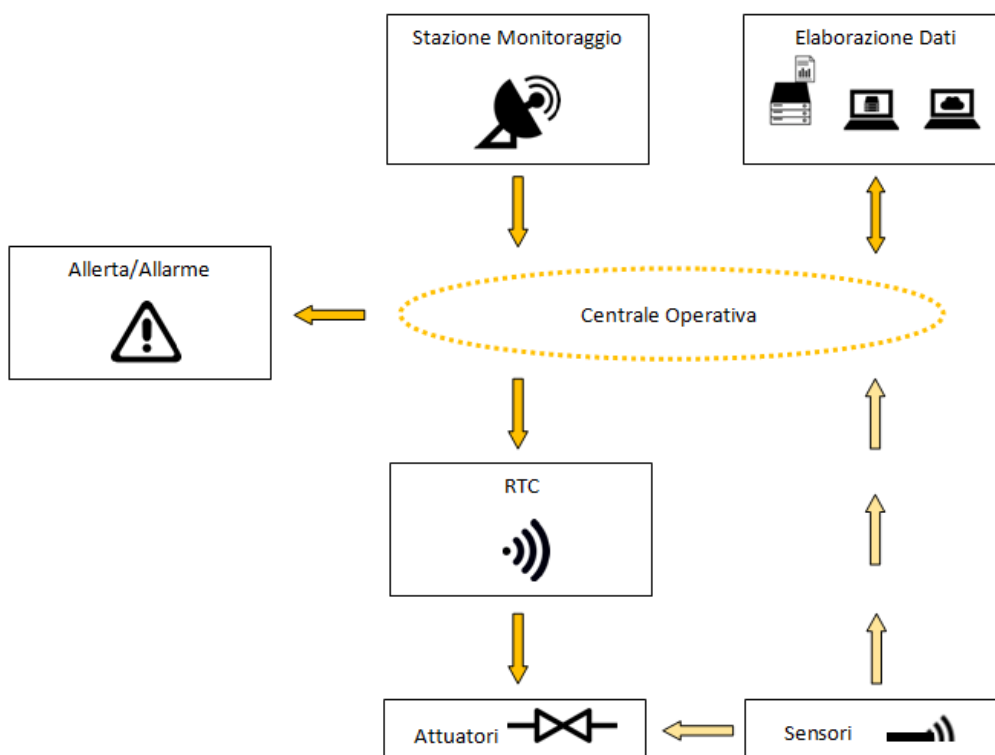 Stazione Monitoraggio
Elaborazione Dati
Allerta/Allarme
Centrale Operativa
RTC
Attuatori
Sensori